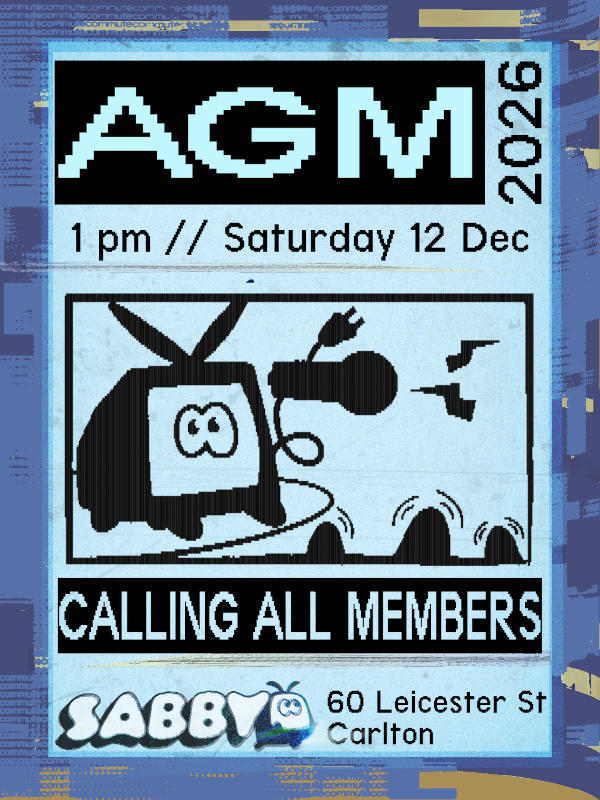 AGM
2026
1 pm // Saturday 12 Dec
CALLING ALL MEMBERS
SABBY
60 Leicester St
Carlton